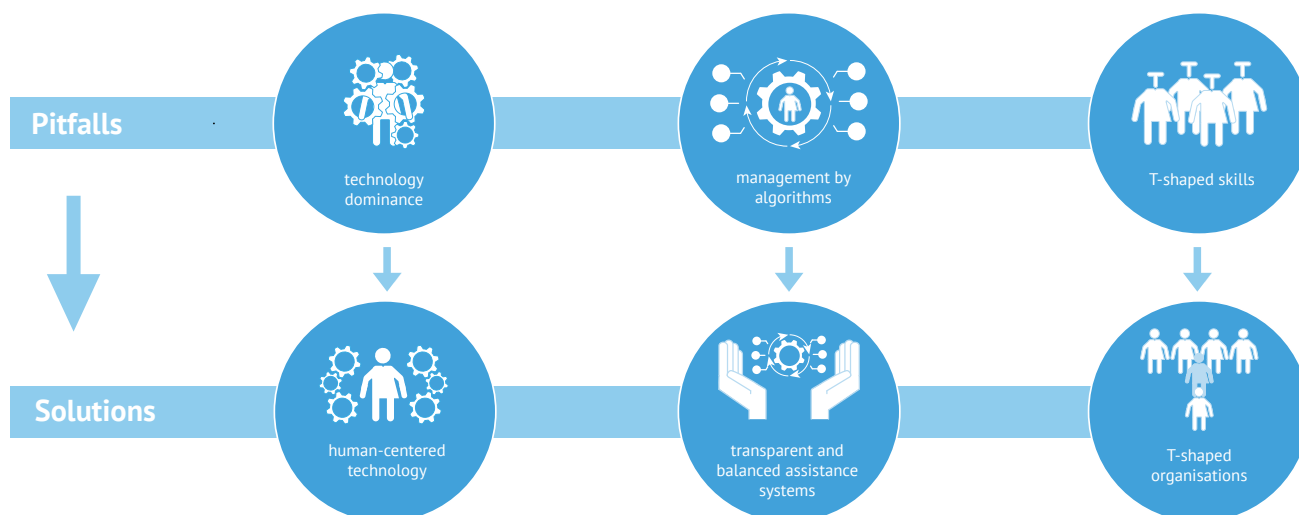 Pitfalls
technology
dominance
management by
algorithms
T-shaped skills
Solutions
human-centered
technology
transparent and
balanced assistance
systems
T-shaped
organisations